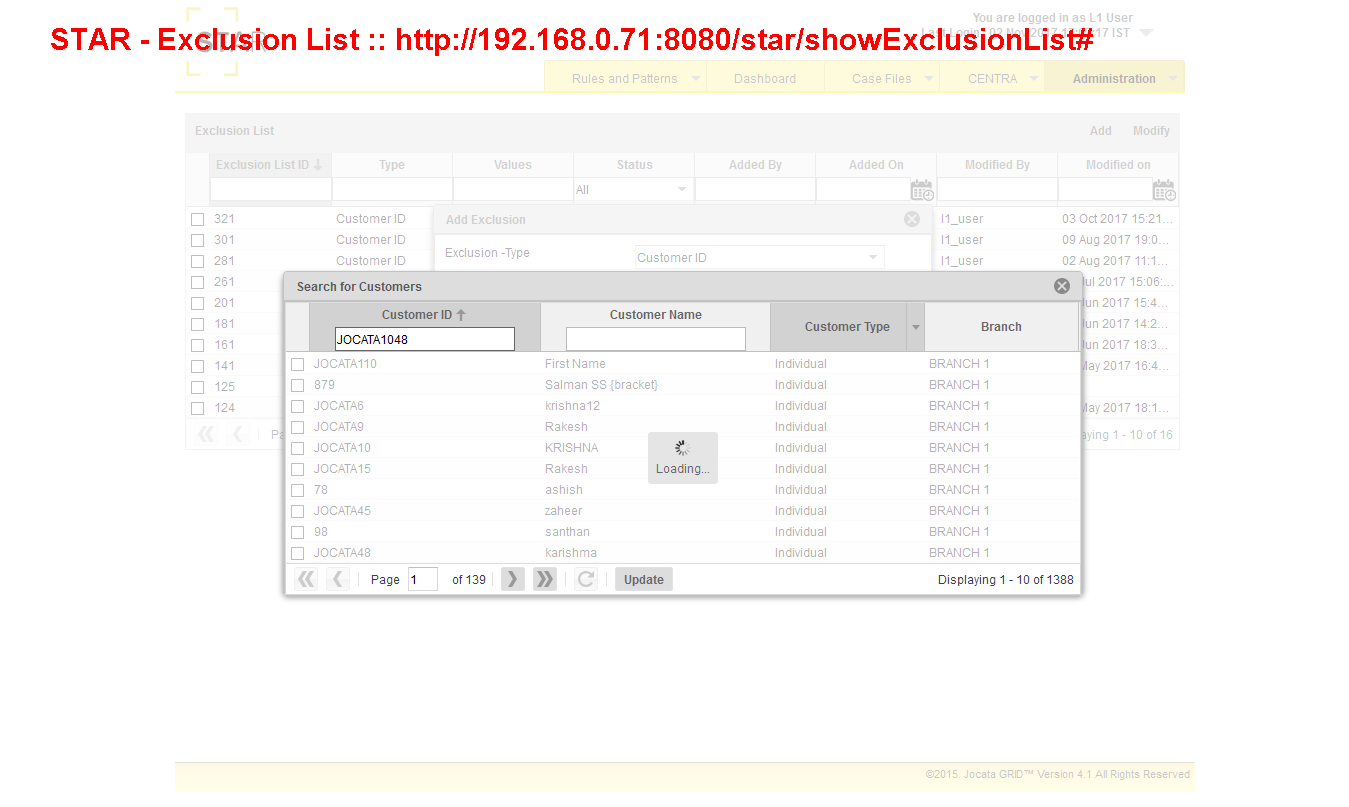 You are logged in as L1 User
STAR - Exclusion List :: http://192.168.0.71:8080/star/showExclusionList#
STAR
Rules and Patterns Dashboard Case Files CENTRA Administration
Exclusion List Add Modify
Exclusion List ID Type Values Status Added By Added On Modified By Modified on
All
321 Customer ID l1_user 03 Oct 2017 15:21...
301 Customer ID l1_user 09 Aug 2017 19:0...
281 Customer ID l1_user 02 Aug 2017 11:1...
261 Jul 2017 15:06:...
201 Jun 2017 15:4...
181 Jun 2017 14:2...
161 Jun 2017 18:3...
141 May 2017 16:4...
125
124 May 2017 18:1...
Displaying 1 - 10 of 16
Add Exclusion
Exclusion -Type Customer ID
Search for Customers
Customer ID Customer Name Customer Type Branch
JOCATA1048
JOCATA110 First Name Individual BRANCH 1
879 Salman SS {bracket} Individual BRANCH 1
JOCATA6 krishna12 Individual BRANCH 1
JOCATA9 Rakesh Individual BRANCH 1
JOCATA10 KRISHNA Individual BRANCH 1
JOCATA15 Rakesh Individual BRANCH 1
78 ashish Individual BRANCH 1
JOCATA45 zaheer Individual BRANCH 1
98 santhan Individual BRANCH 1
JOCATA48 karishma Individual BRANCH 1
Loading...
Page 1 of 139 Update Displaying 1 - 10 of 1388
©2015. Jocata GRID™ Version 4.1 All Rights Reserved